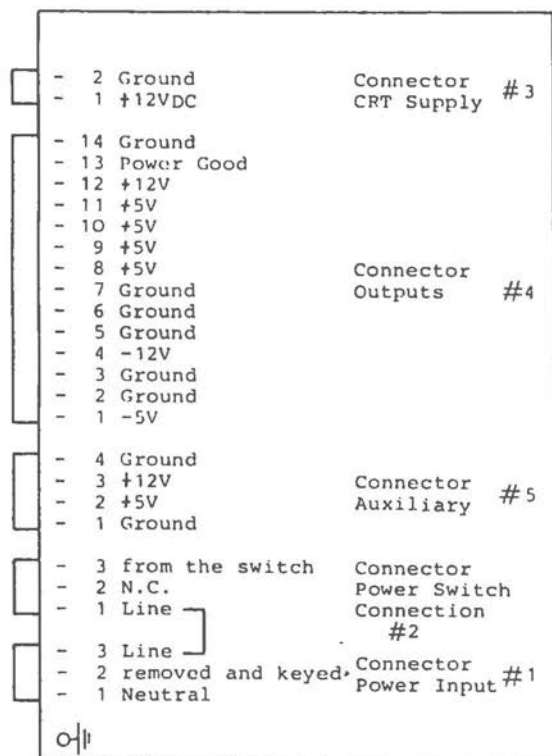 - 2 Ground Connector #3
- 1 +12VDC CRT Supply
- 14 Ground
- 13 Power Good
- 12 +12V
- 11 +5V
- 10 +5V
- 9 +5V
- 8 +5V Connector
- 7 Ground Outputs #4
- 6 Ground
- 5 Ground
- 4 -12V
- 3 Ground
- 2 Ground
- 1 -5V
- 4 Ground
- 3 +12V Connector #5
- 2 +5V Auxiliary
- 1 Ground
- 3 from the switch Connector
- 2 N.C. Power Switch
- 1 Line Connection
#2
- 3 Line
- 2 removed and keyed. Connector #1
- 1 Neutral Power Input